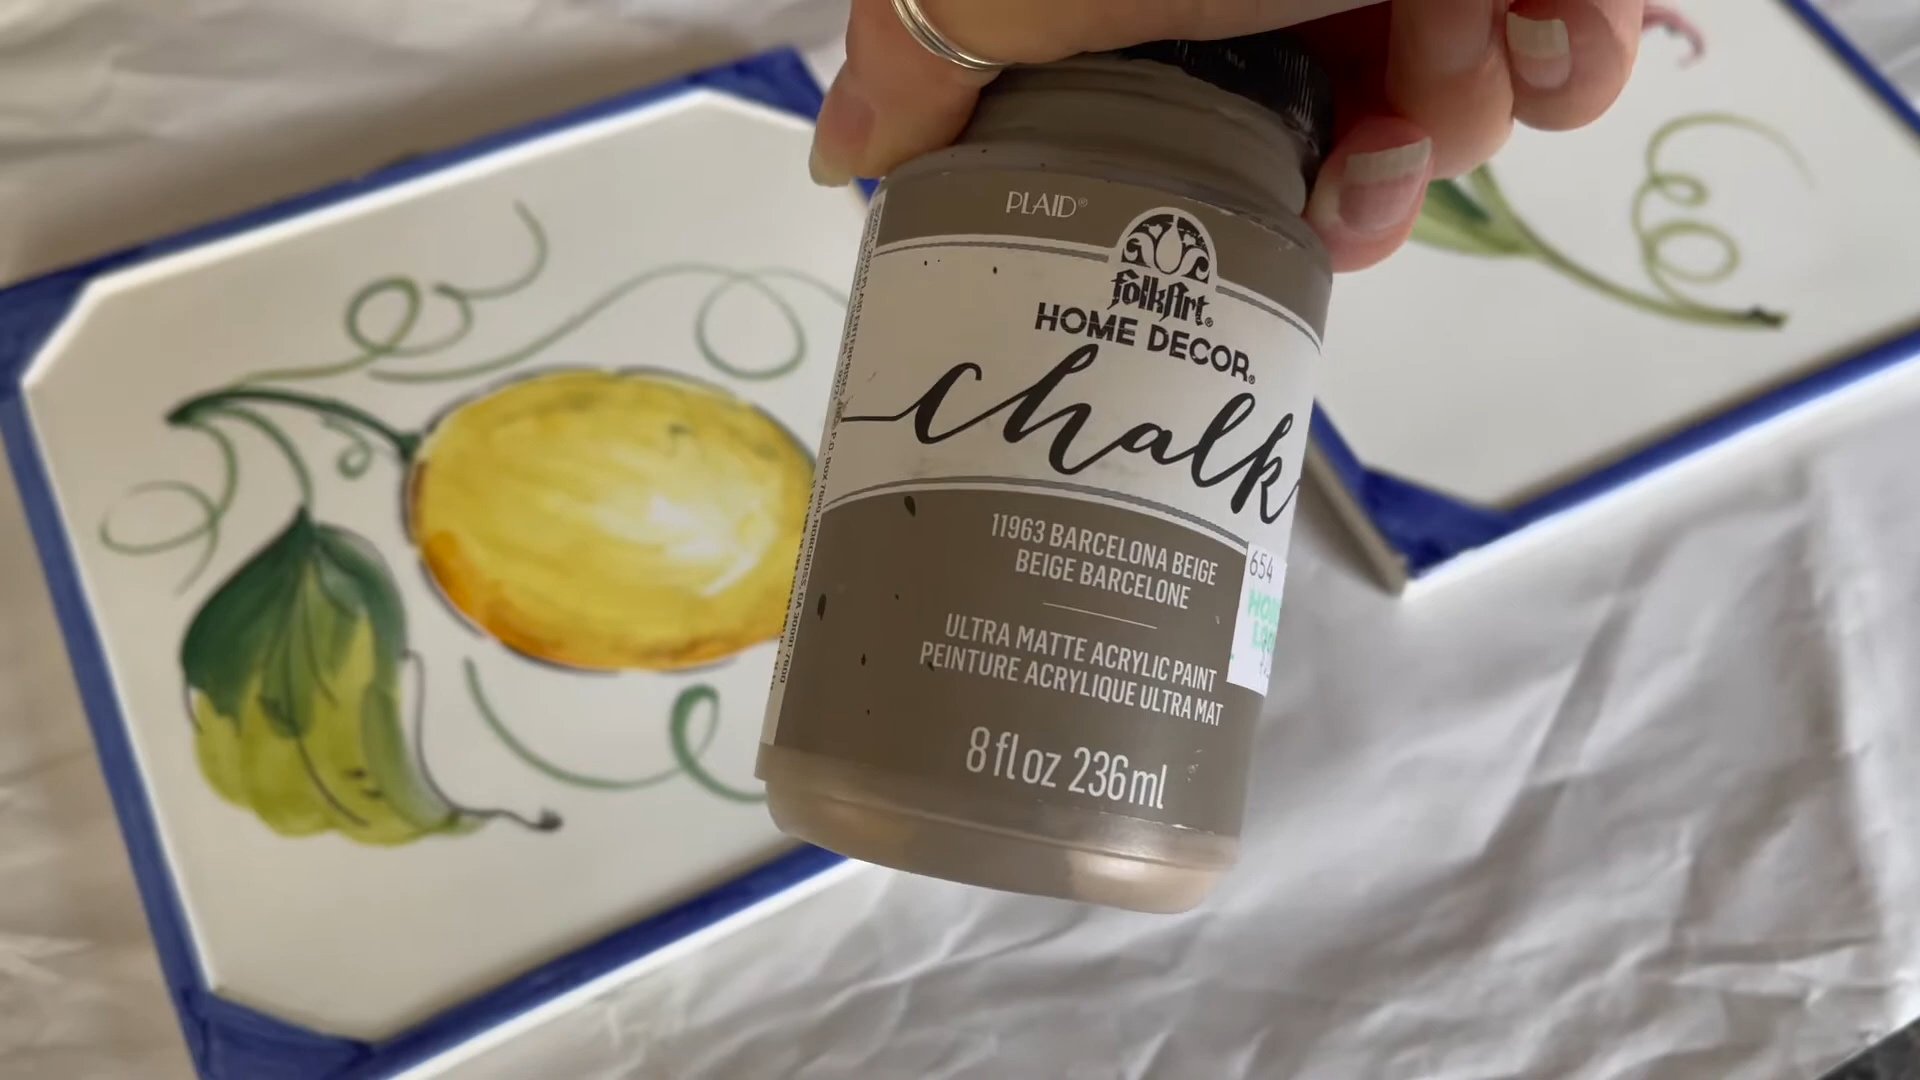 PLAID®
folkArt®
HOME DECOR®
chalk
11963 BARCELONA BEIGE
BEIGE BARCELONE
654
ULTRA MATTE ACRYLIC PAINT
PEINTURE ACRYLIQUE ULTRA MAT
8 fl oz 236 ml